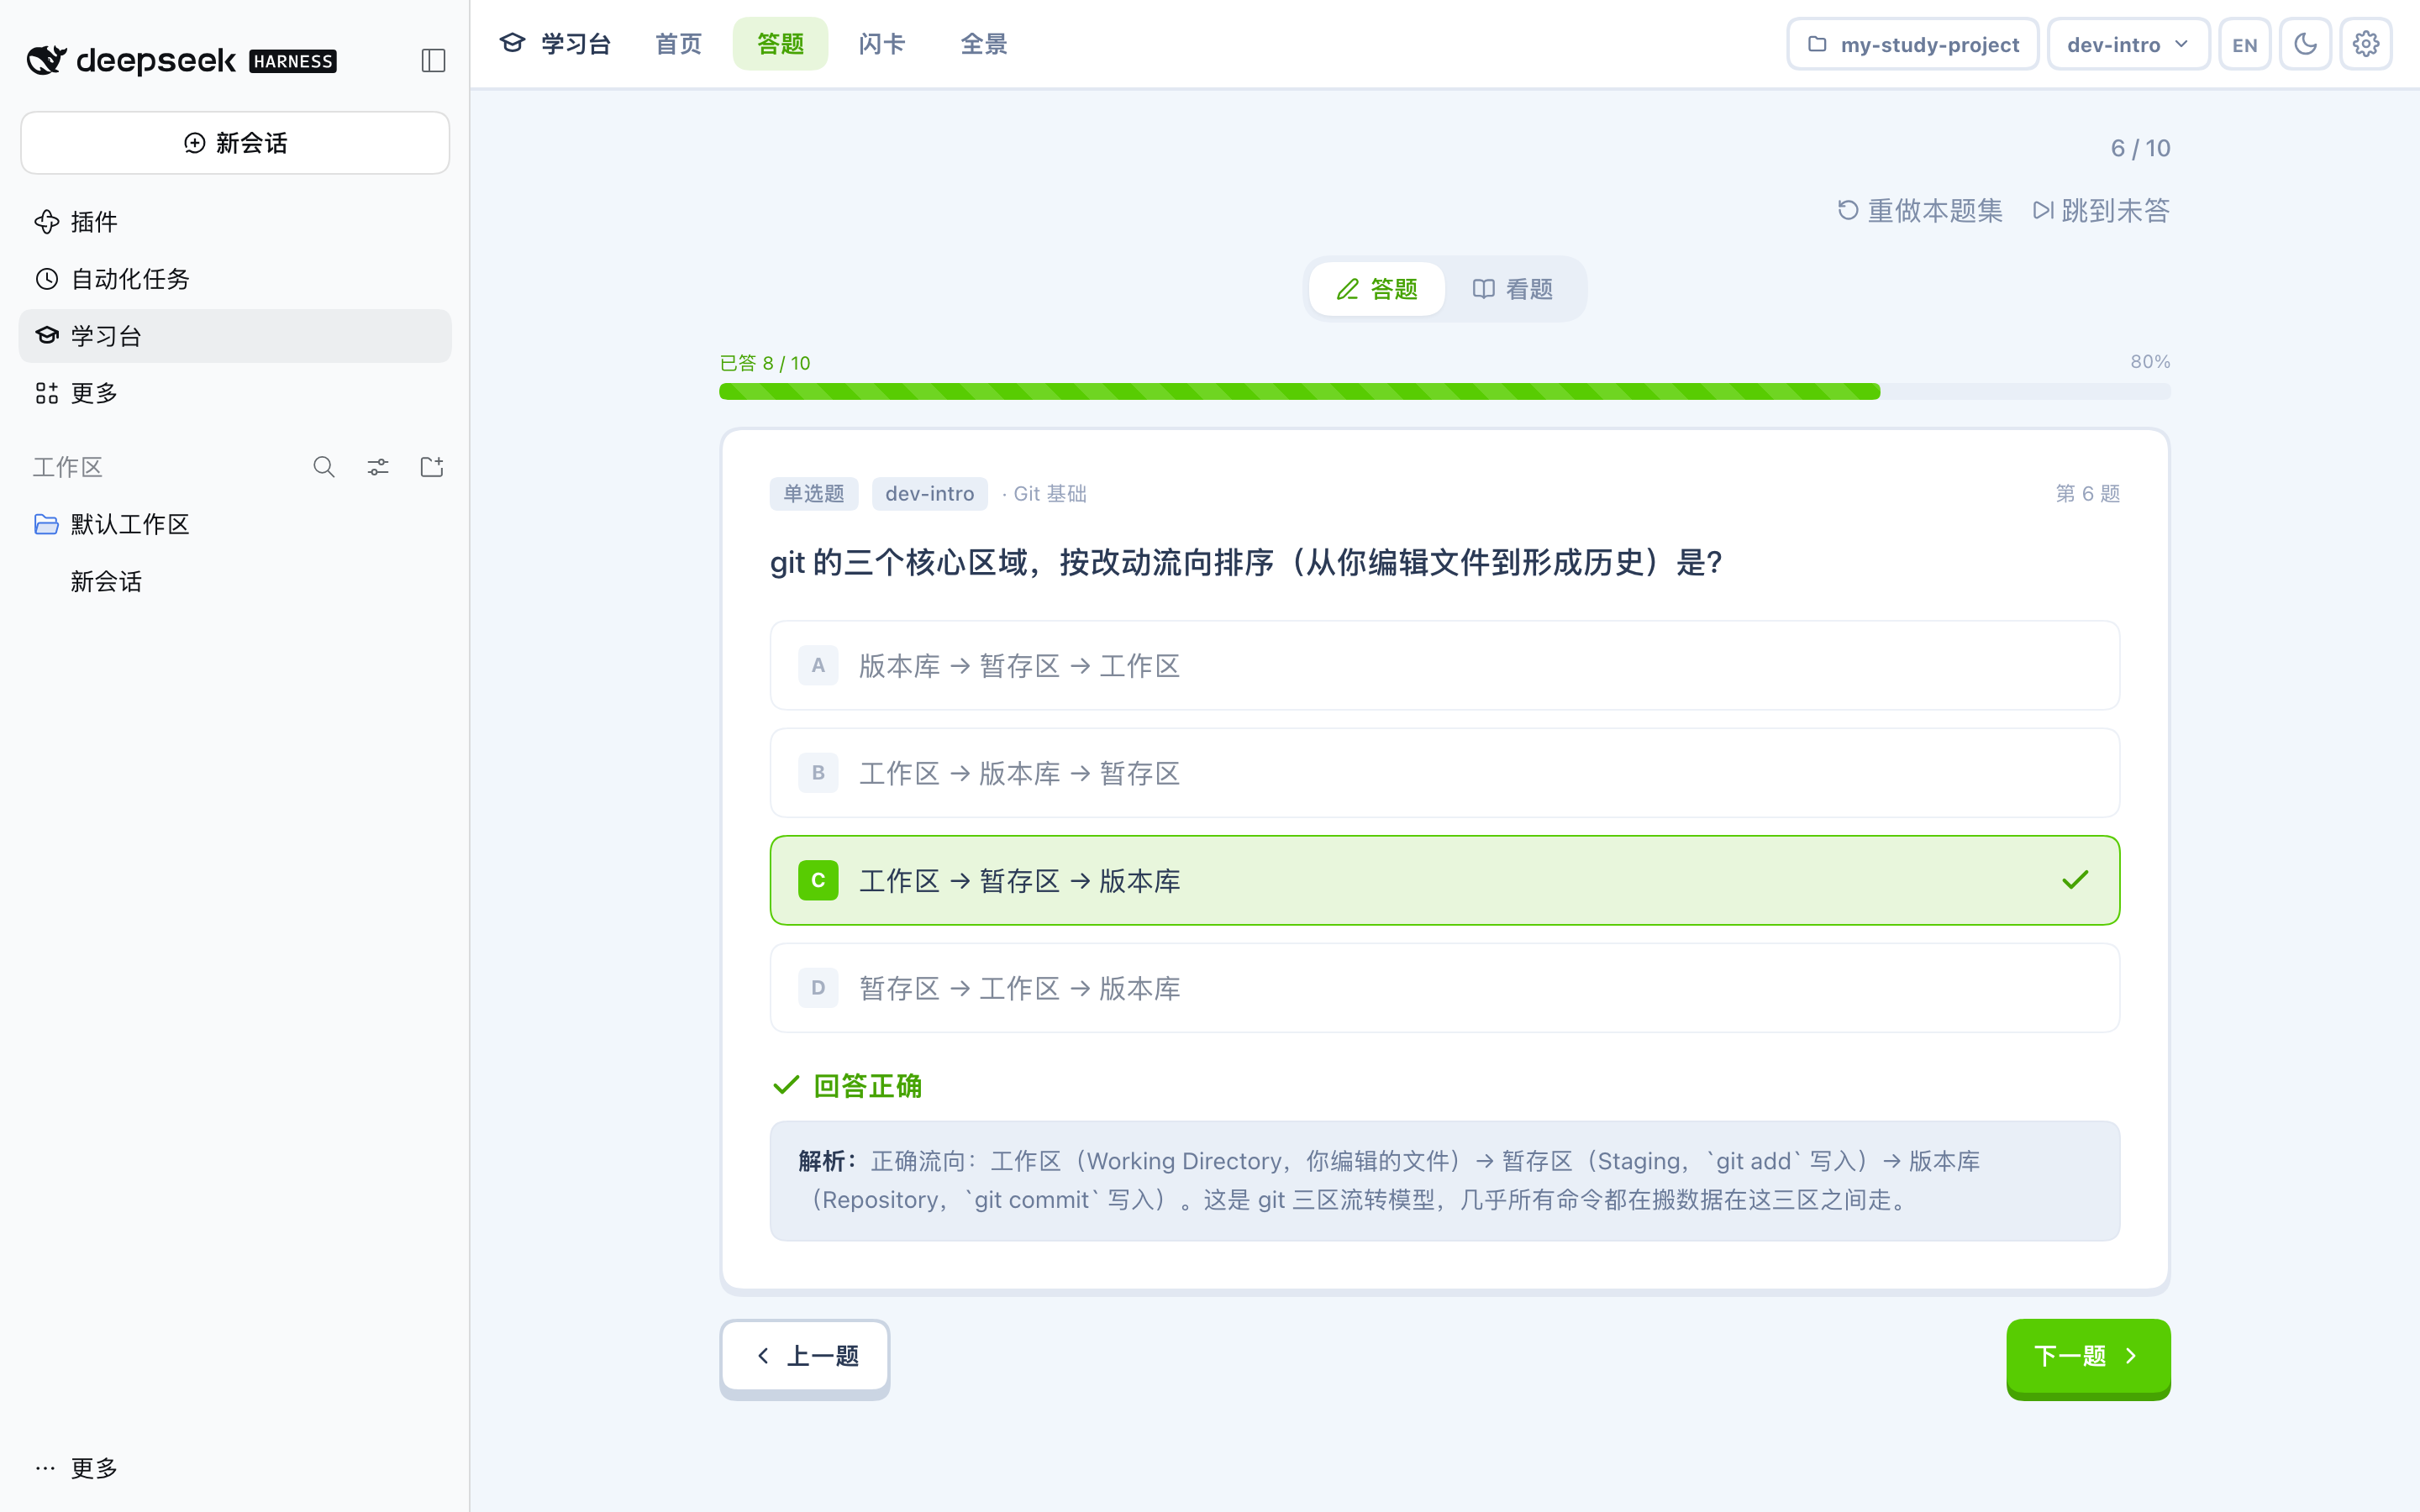 deepseek HARNESS
新会话
插件
自动化任务
学习台
更多
工作区
默认工作区
新会话
更多
学习台
首页
答题
闪卡
全景
my-study-project
dev-intro
EN
6 / 10
重做本题集
跳到未答
答题
看题
已答 8 / 10
80%
单选题
dev-intro
· Git 基础
第 6 题
git 的三个核心区域，按改动流向排序（从你编辑文件到形成历史）是?
A 版本库 → 暂存区 → 工作区
B 工作区 → 版本库 → 暂存区
C 工作区 → 暂存区 → 版本库
D 暂存区 → 工作区 → 版本库
回答正确
解析：正确流向：工作区（Working Directory，你编辑的文件）→ 暂存区（Staging，`git add` 写入）→ 版本库
（Repository，`git commit` 写入）。这是 git 三区流转模型，几乎所有命令都在搬数据在这三区之间走。
上一题
下一题